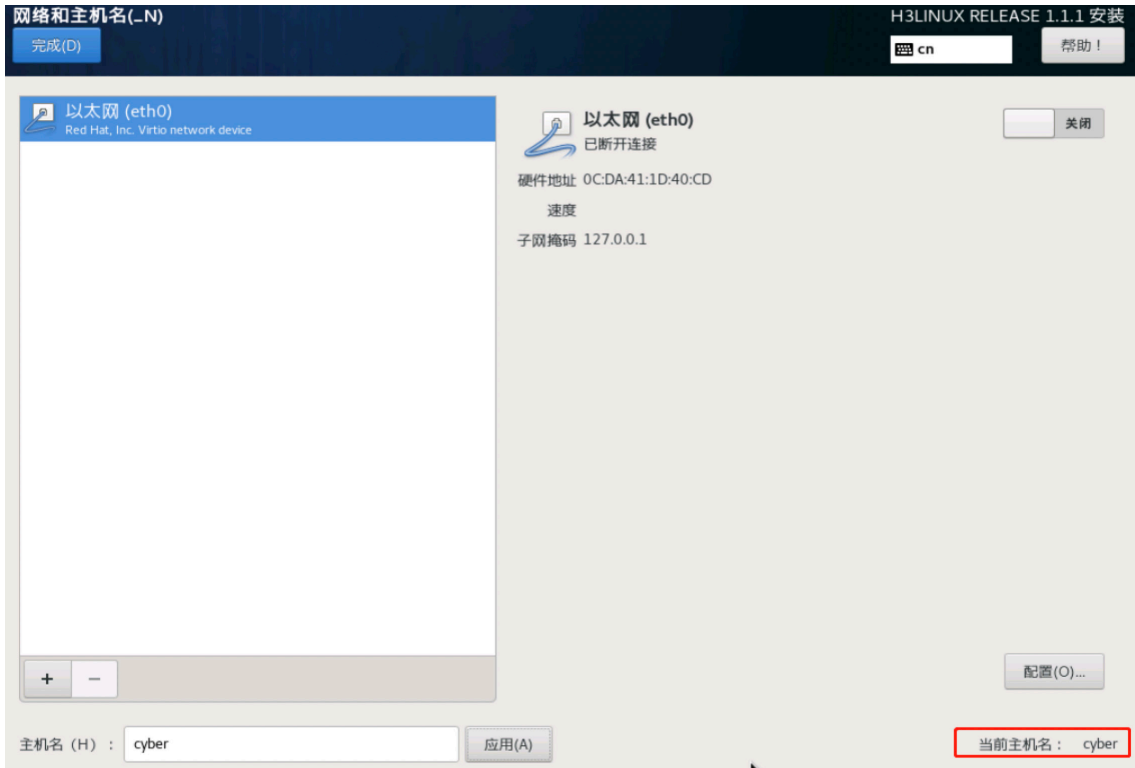 网络和主机名(_N)
H3LINUX RELEASE 1.1.1 安装
完成(D)
cn
帮助！
以太网 (eth0)
Red Hat, Inc. Virtio network device
以太网 (eth0)
已断开连接
关闭
硬件地址 0C:DA:41:1D:40:CD
速度
子网掩码 127.0.0.1
+ −
配置(O)...
主机名（H）： cyber 应用(A)
当前主机名： cyber